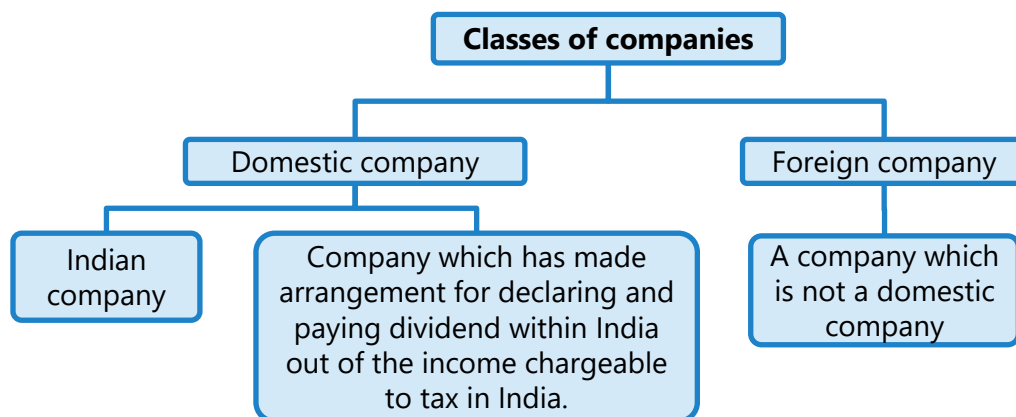 Classes of companies
Domestic company
Foreign company
Indian
company
Company which has made
arrangement for declaring and
paying dividend within India
out of the income chargeable
to tax in India.
A company which
is not a domestic
company